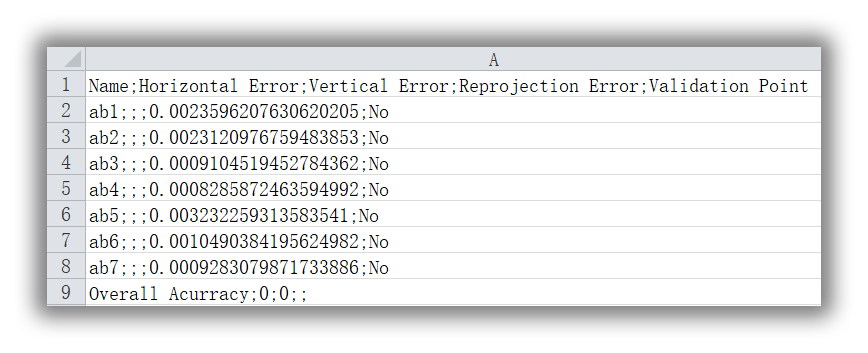 A
1 Name;Horizontal Error;Vertical Error;Reprojection Error;Validation Point
2 ab1;;;0.0023596207630620205;No
3 ab2;;;0.0023120976759483853;No
4 ab3;;;0.0009104519452784362;No
5 ab4;;;0.0008285872463594992;No
6 ab5;;;0.003232259313583541;No
7 ab6;;;0.0010490384195624982;No
8 ab7;;;0.0009283079871733886;No
9 Overall Acurracy;0;0;;